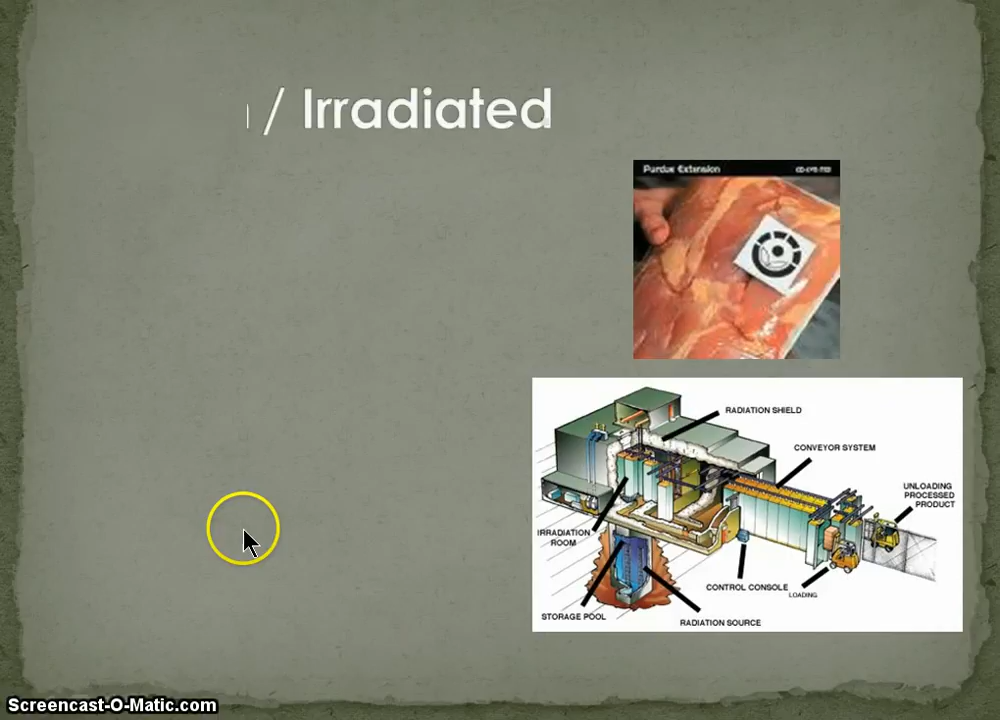 / Irradiated
Purdue Extension
RADIATION SHIELD
CONVEYOR SYSTEM
UNLOADING
PROCESSED
PRODUCT
IRRADIATION
ROOM
CONTROL CONSOLE
LOADING
STORAGE POOL
RADIATION SOURCE
Screencast-O-Matic.com